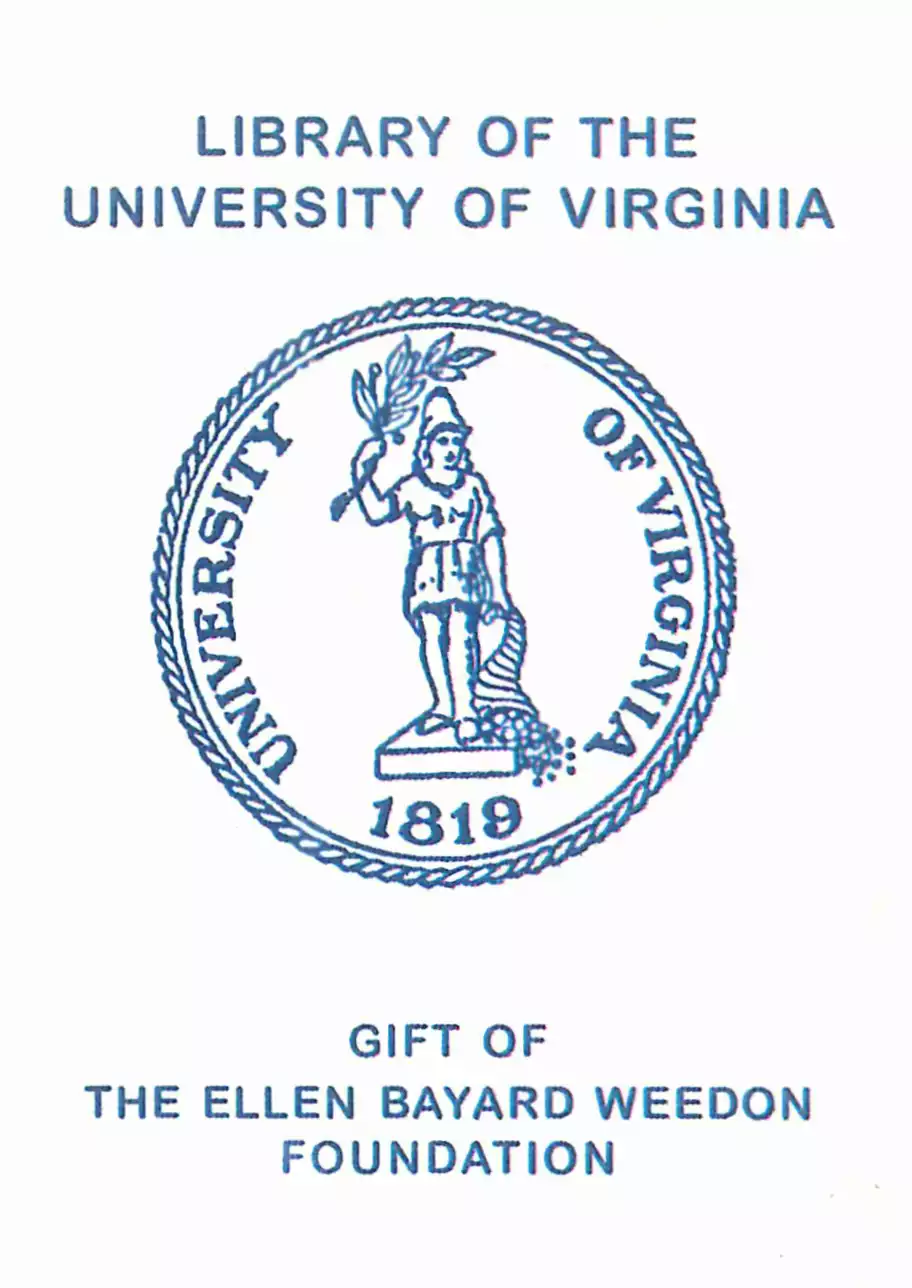 LIBRARY OF THE
UNIVERSITY OF VIRGINIA
UNIVERSITY OF VIRGINIA
1819
GIFT OF
THE ELLEN BAYARD WEEDON
FOUNDATION